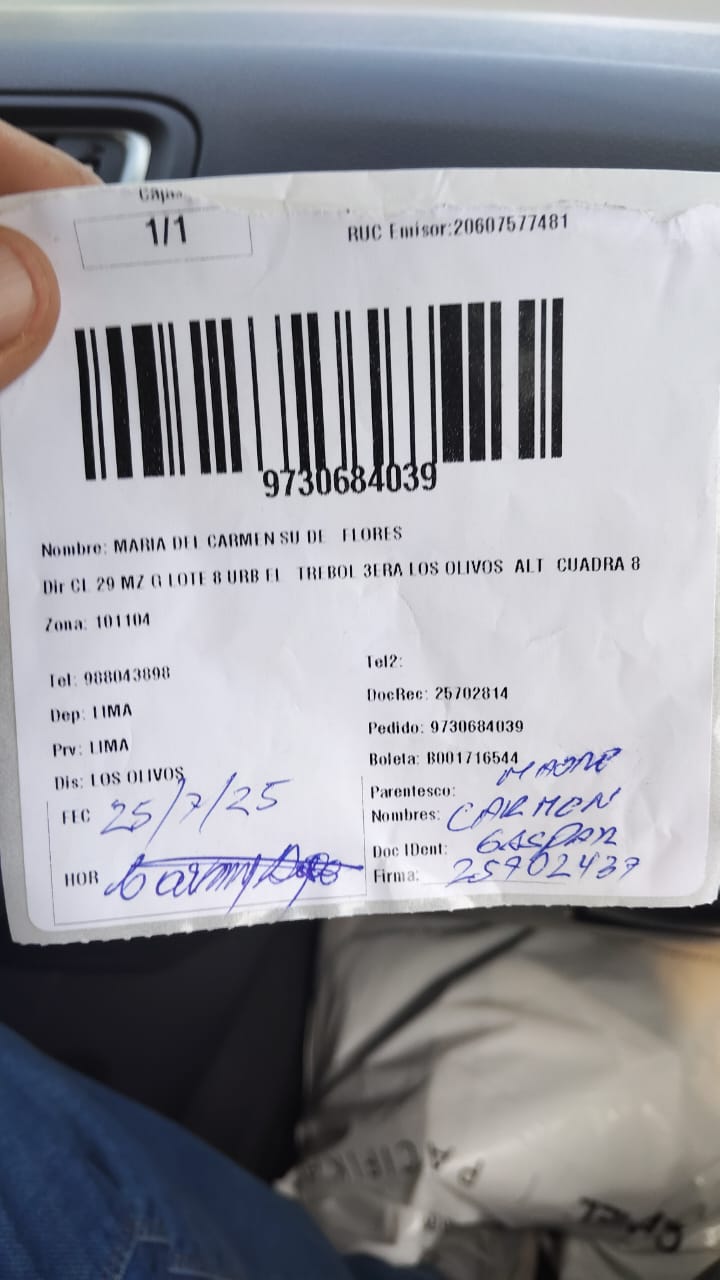 1/1
RUC Emisor:20607577481
9730684039
Nombre: MARIA DEL CARMEN SU DE FLORES
Dir CL 29 MZ G LOTE 8 URB EL TREBOL 3ERA LOS OLIVOS ALT CUADRA 8
Zona: 101104
Tel: 988043898
Tel2:
Dep: LIMA
DocRec: 25702814
Prv: LIMA
Pedido: 9730684039
Dis: LOS OLIVOS
Boleta: B001716544
Parentesco: MADRE
FEC 25/7/25
Nombres: CARMEN
Doc IDent: GASPAR
HOR
Firma: 25702439
PACIFIC